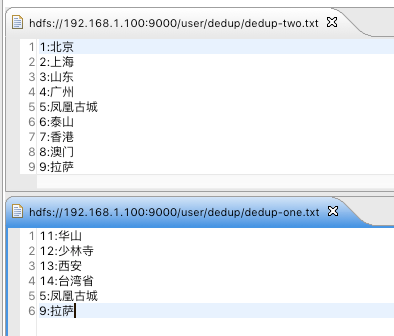 hdfs://192.168.1.100:9000/user/dedup/dedup-two.txt
1 1:北京
2 2:上海
3 3:山东
4 4:广州
5 5:凤凰古城
6 6:泰山
7 7:香港
8 8:澳门
9 9:拉萨
hdfs://192.168.1.100:9000/user/dedup/dedup-one.txt
1 11:华山
2 12:少林寺
3 13:西安
4 14:台湾省
5 5:凤凰古城
6 9:拉萨